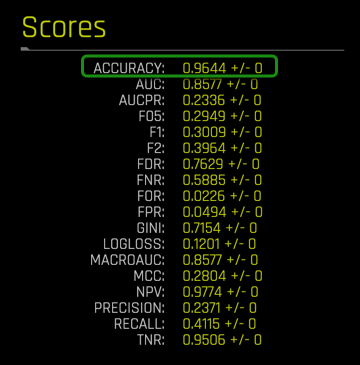 Scores
ACCURACY: 0.9644 +/- 0
AUC: 0.8577 +/- 0
AUCPR: 0.2336 +/- 0
F05: 0.2949 +/- 0
F1: 0.3009 +/- 0
F2: 0.3964 +/- 0
FDR: 0.7629 +/- 0
FNR: 0.5885 +/- 0
FOR: 0.0226 +/- 0
FPR: 0.0494 +/- 0
GINI: 0.7154 +/- 0
LOGLOSS: 0.1201 +/- 0
MACROAUC: 0.8577 +/- 0
MCC: 0.2804 +/- 0
NPV: 0.9774 +/- 0
PRECISION: 0.2371 +/- 0
RECALL: 0.4115 +/- 0
TNR: 0.9506 +/- 0